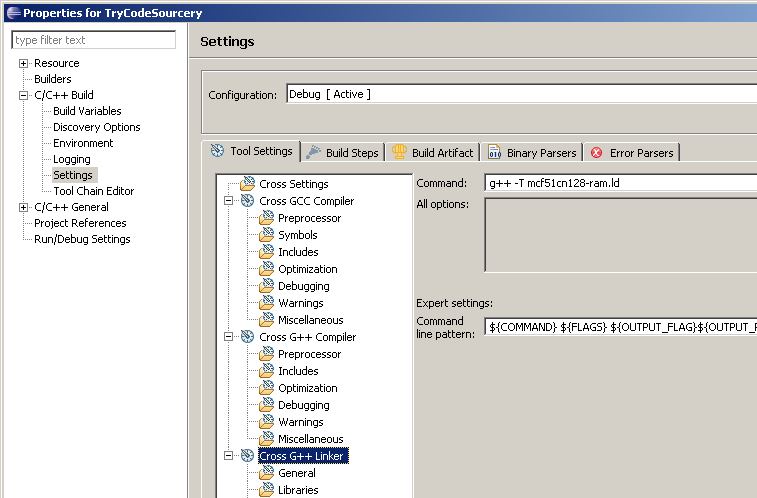 Properties for TryCodeSourcery
type filter text
Resource
Builders
C/C++ Build
Build Variables
Discovery Options
Environment
Logging
Settings
Tool Chain Editor
C/C++ General
Project References
Run/Debug Settings
Settings
Configuration: Debug [ Active ]
Tool Settings Build Steps Build Artifact Binary Parsers Error Parsers
Cross Settings
Cross GCC Compiler
Preprocessor
Symbols
Includes
Optimization
Debugging
Warnings
Miscellaneous
Cross G++ Compiler
Preprocessor
Includes
Optimization
Debugging
Warnings
Miscellaneous
Cross G++ Linker
General
Libraries
Command: g++ -T mcf51cn128-ram.ld
All options:
Expert settings:
Command
line pattern: ${COMMAND} ${FLAGS} ${OUTPUT_FLAG}${OUTPUT_